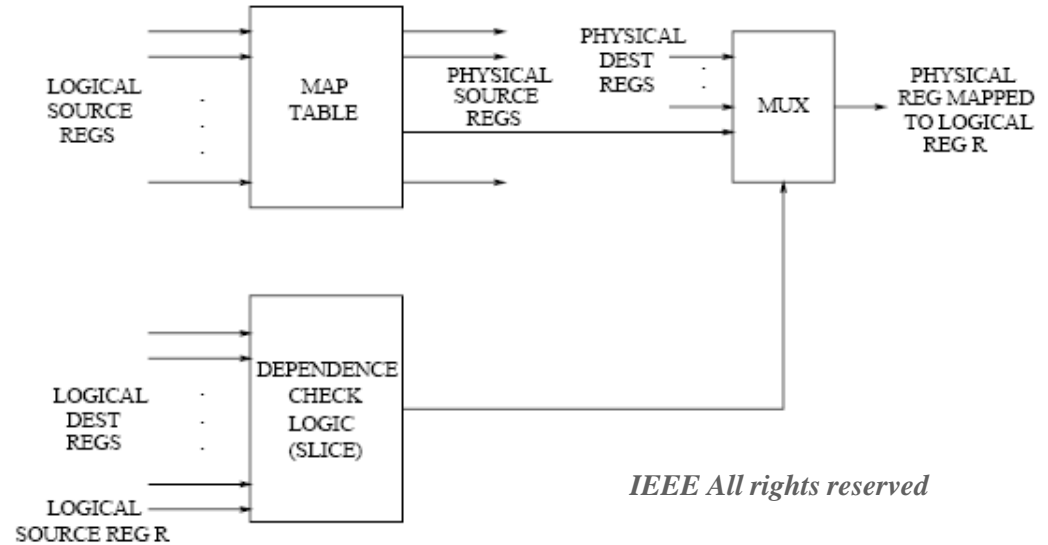 LOGICAL
SOURCE
REGS
MAP
TABLE
PHYSICAL
SOURCE
REGS
PHYSICAL
DEST
REGS
MUX
PHYSICAL
REG MAPPED
TO LOGICAL
REG R
LOGICAL
DEST
REGS
LOGICAL
SOURCE REG R
DEPENDENCE
CHECK
LOGIC
(SLICE)
IEEE All rights reserved